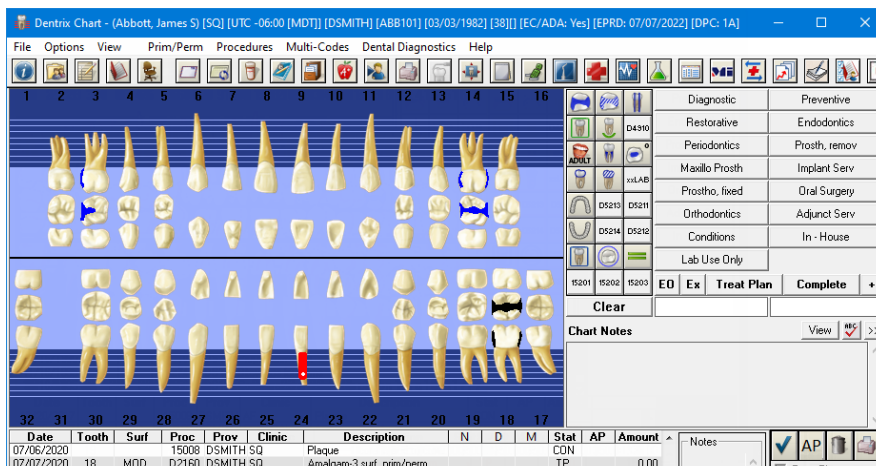 Dentrix Chart - (Abbott, James S) [SQ] [UTC -06:00 [MDT]] [DSMITH] [ABB101] [03/03/1982] [38][] [EC/ADA: Yes] [EPRD: 07/07/2022] [DPC: 1A]
File Options View Prim/Perm Procedures Multi-Codes Dental Diagnostics Help
1 2 3 4 5 6 7 8 9 10 11 12 13 14 15 16
32 31 30 29 28 27 26 25 24 23 22 21 20 19 18 17
D4910
ADULT
xxLAB
D5213 D5211
D5214 D5212
15201 15202 15203
Diagnostic Preventive
Restorative Endodontics
Periodontics Prosth, remov
Maxillo Prosth Implant Serv
Prostho, fixed Oral Surgery
Orthodontics Adjunct Serv
Conditions In - House
Lab Use Only
EO Ex Treat Plan Complete +
Clear
Chart Notes View ABC >>
Date Tooth Surf Proc Prov Clinic Description N D M Stat AP Amount
07/06/2020 15008 DSMITH SQ Plaque CON
07/07/2020 18 MOD D2160 DSMITH SQ Amalgam-3 surf, prim/perm TP 0.00
Notes
AP